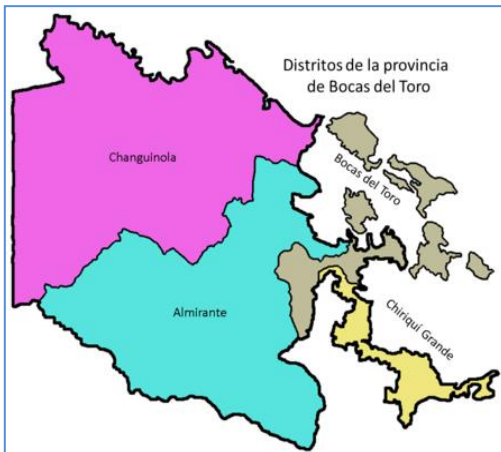 Distritos de la provincia
de Bocas del Toro
Changuinola
Bocas del Toro
Almirante
Chiriquí Grande